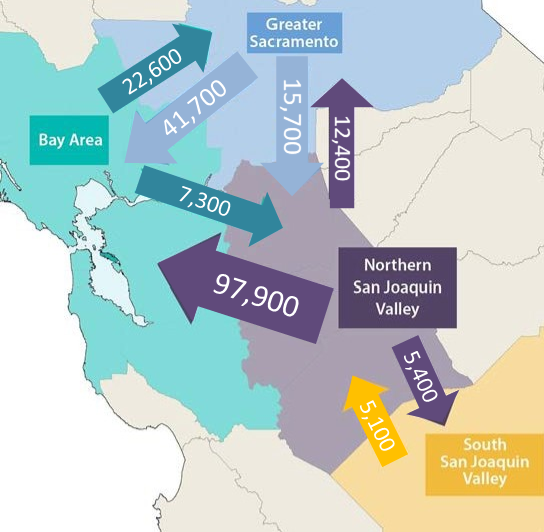 Greater
Sacramento
22,600
41,700
15,700
12,400
Bay Area
7,300
97,900
Northern
San Joaquin
Valley
5,400
5,100
South
San Joaquin
Valley